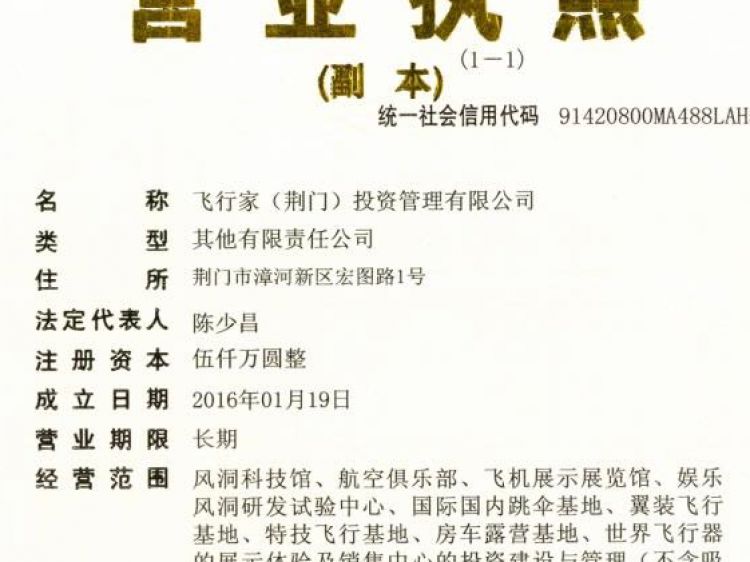 营业执照
(副本) (1－1)
统一社会信用代码 91420800MA488LAH
名称 飞行家（荆门）投资管理有限公司
类型 其他有限责任公司
住所 荆门市漳河新区宏图路1号
法定代表人 陈少昌
注册资本 伍仟万圆整
成立日期 2016年01月19日
营业期限 长期
经营范围 风洞科技馆、航空俱乐部、飞机展示展览馆、娱乐
风洞研发试验中心、国际国内跳伞基地、翼装飞行
基地、特技飞行基地、房车露营基地、世界飞行器
的展示体验及销售中心的投资建设与管理（不含吸